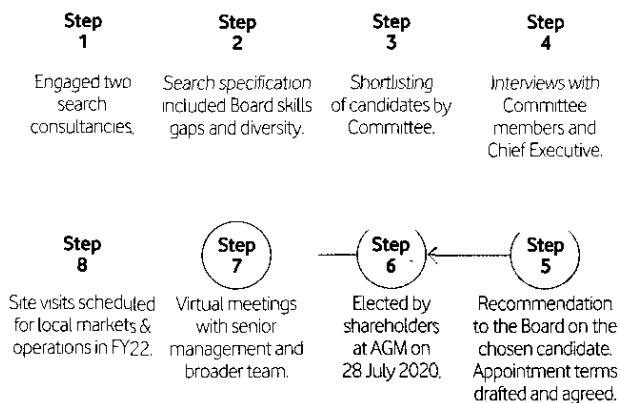 Step
1
Engaged two
search
consultancies.
Step
2
Search specification
included Board skills
gaps and diversity.
Step
3
Shortlisting
of candidates by
Committee.
Step
4
Interviews with
Committee
members and
Chief Executive.
Step
5
Recommendation
to the Board on the
chosen candidate.
Appointment terms
drafted and agreed.
Step
6
Elected by
shareholders
at AGM on
28 July 2020.
Step
7
Virtual meetings
with senior
management and
broader team.
Step
8
Site visits scheduled
for local markets &
operations in FY22.